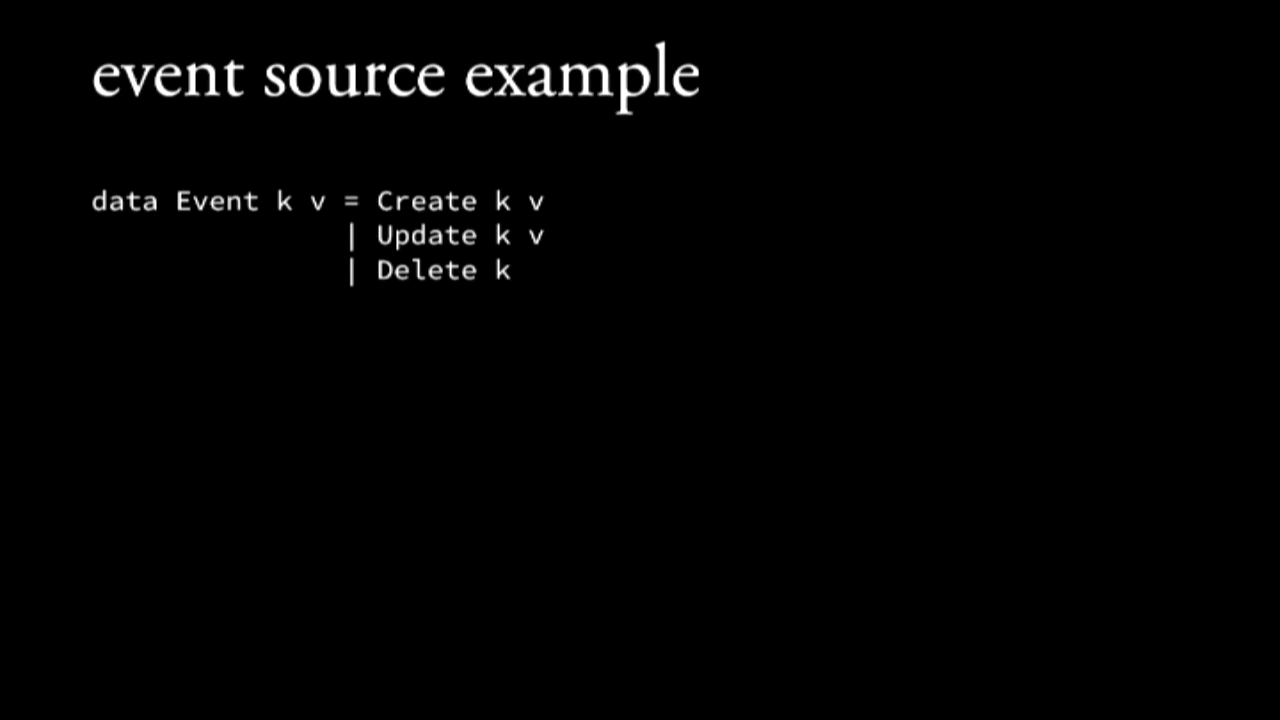 event source example
data Event k v = Create k v
| Update k v
| Delete k